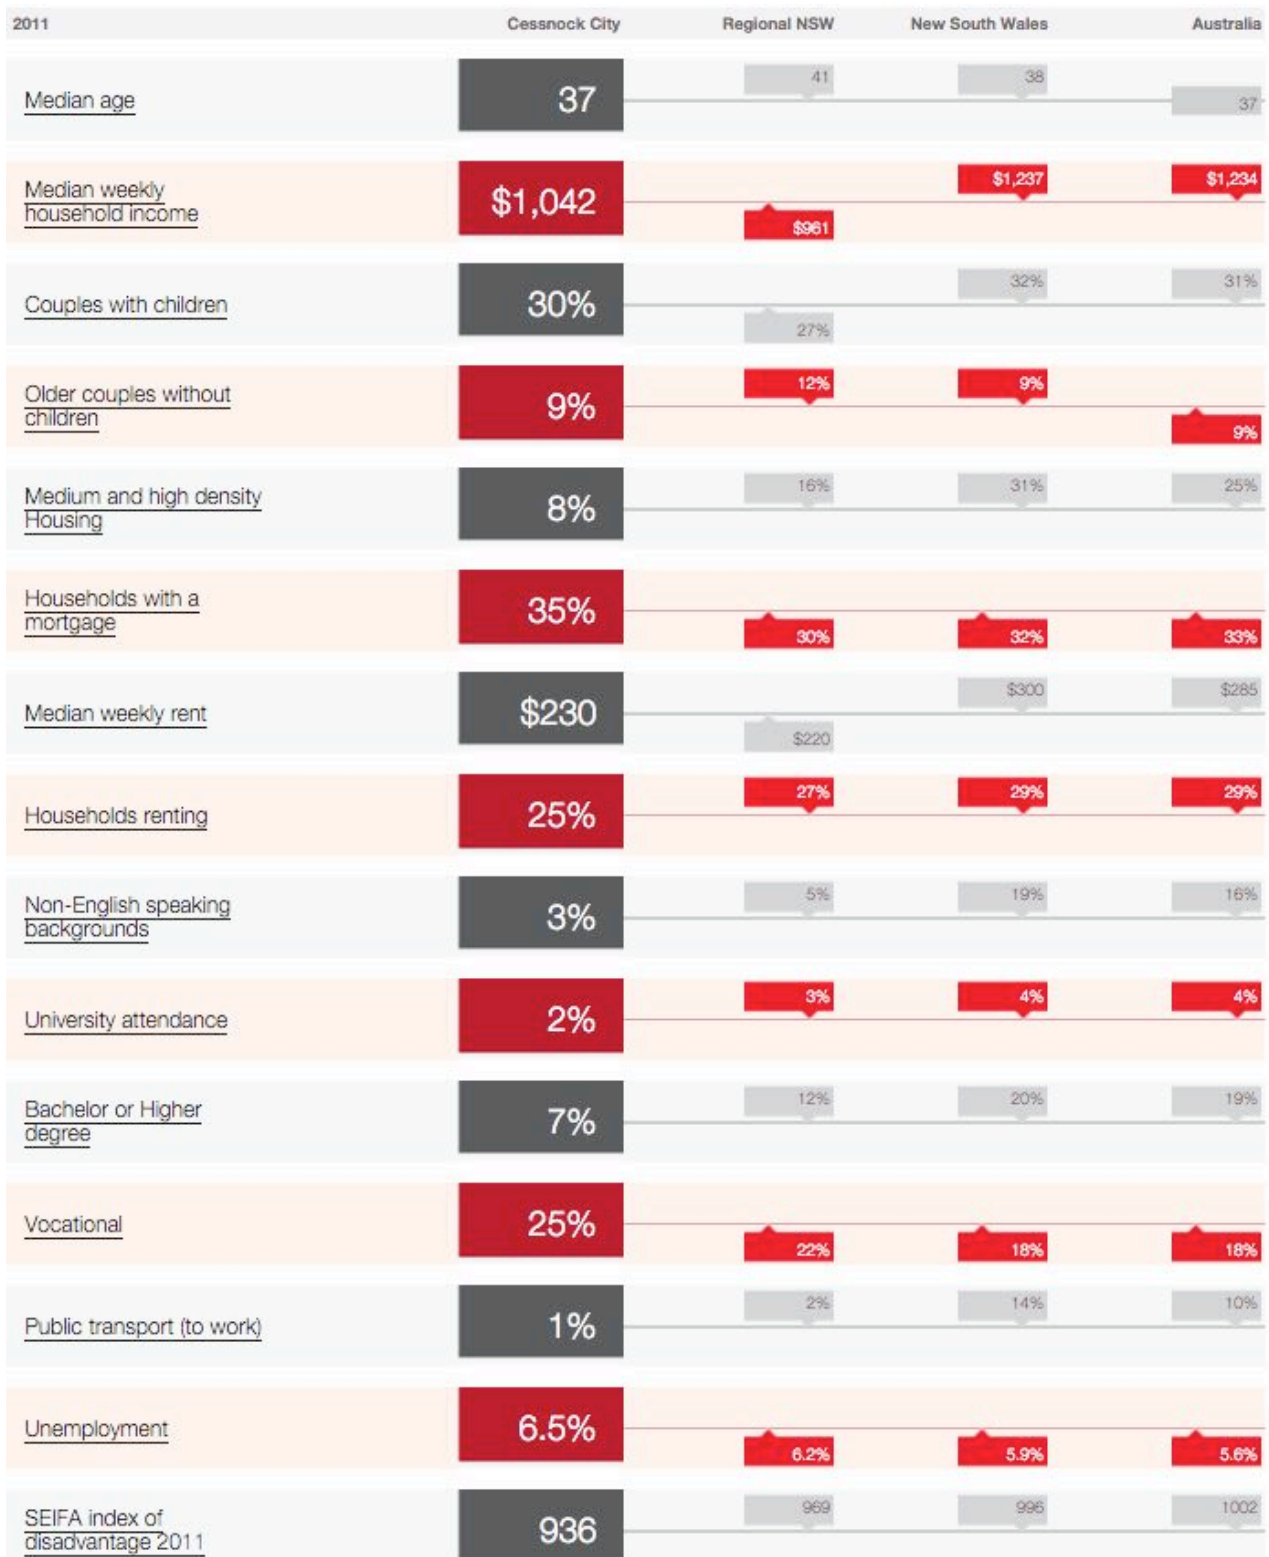 2011 Cessnock City Regional NSW New South Wales Australia
Median age 37 41 38 37
Median weekly
household income $1,042 $961 $1,237 $1,234
Couples with children 30% 27% 32% 31%
Older couples without
children 9% 12% 9% 9%
Medium and high density
Housing 8% 16% 31% 25%
Households with a
mortgage 35% 30% 32% 33%
Median weekly rent $230 $220 $300 $285
Households renting 25% 27% 29% 29%
Non-English speaking
backgrounds 3% 5% 19% 16%
University attendance 2% 3% 4% 4%
Bachelor or Higher
degree 7% 12% 20% 19%
Vocational 25% 22% 18% 18%
Public transport (to work) 1% 2% 14% 10%
Unemployment 6.5% 6.2% 5.9% 5.6%
SEIFA index of
disadvantage 2011 936 969 996 1002